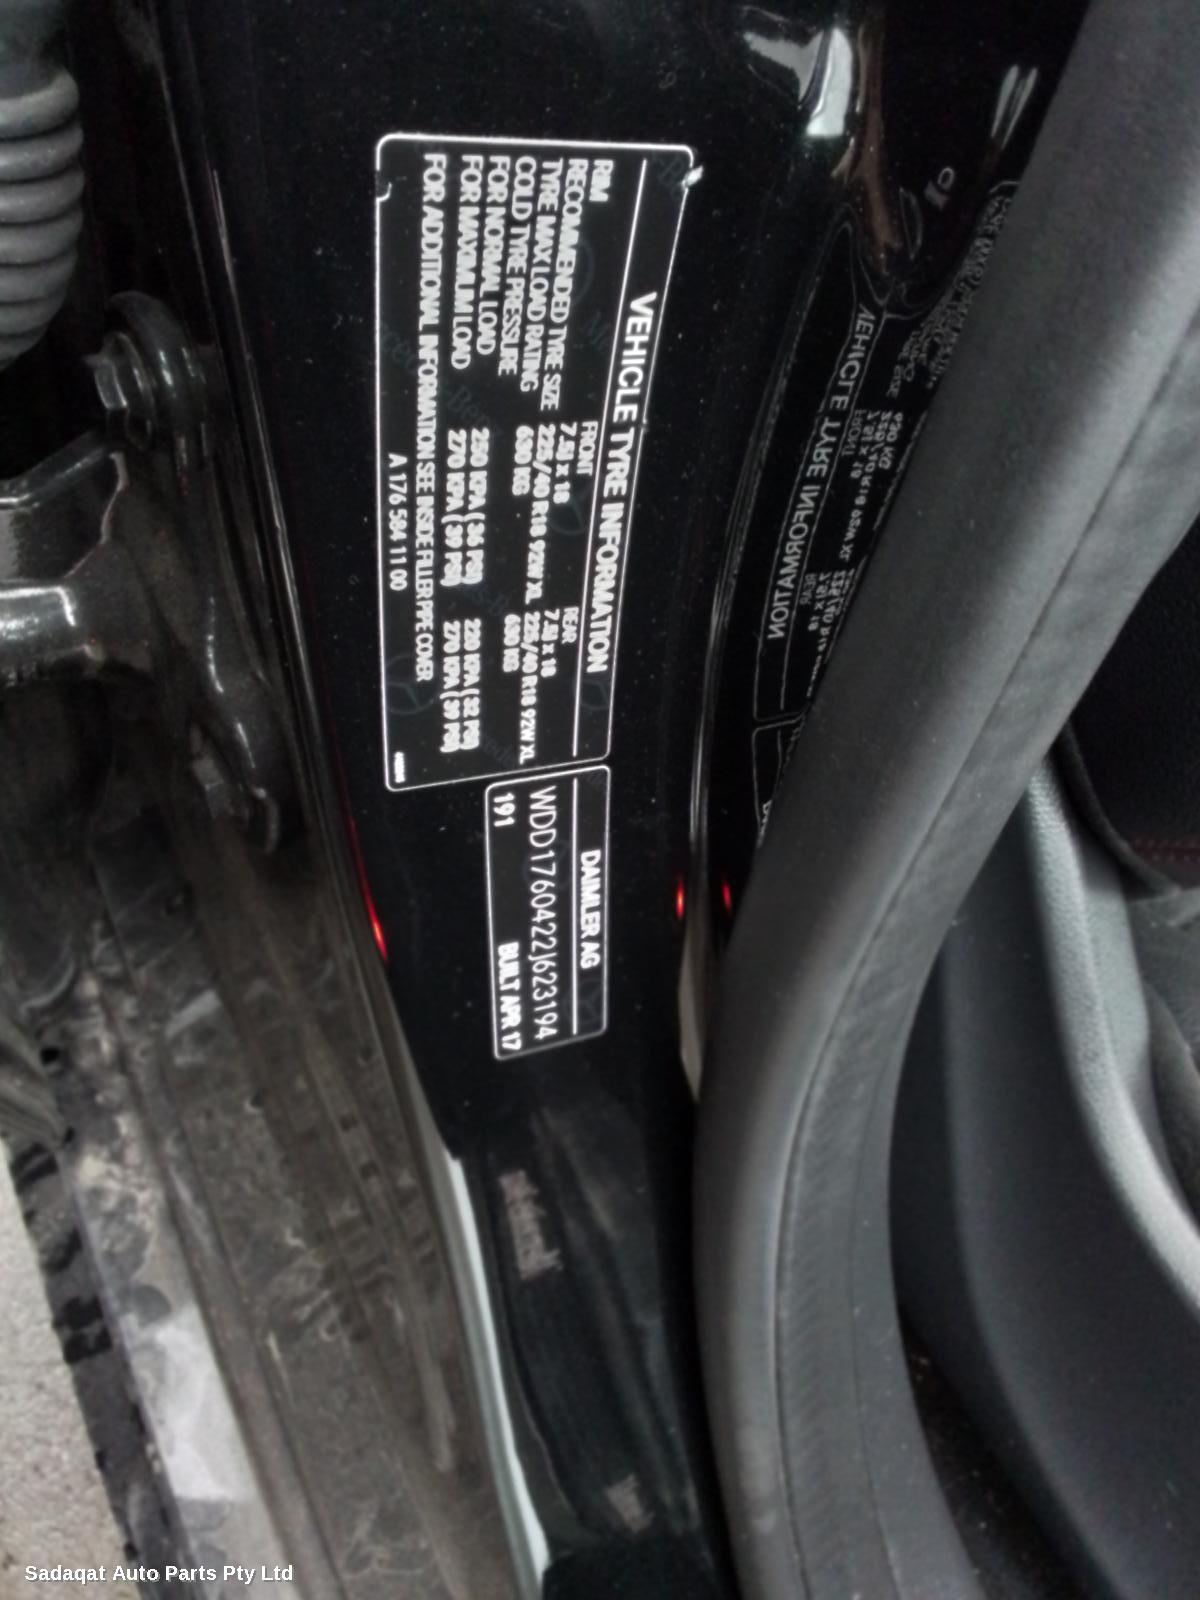 VEHICLE TYRE INFORMATION
FRONT REAR
RIM 7.5J x 18 7.5J x 18
RECOMMENDED TYRE SIZE 225/40 R18 92W XL 225/40 R18 92W XL
TYRE MAX LOAD RATING 630 KG 630 KG
COLD TYRE PRESSURE
FOR NORMAL LOAD 250 KPA ( 36 PSI) 220 KPA ( 32 PSI)
FOR MAXIMUM LOAD 270 KPA ( 39 PSI) 270 KPA ( 39 PSI)
FOR ADDITIONAL INFORMATION SEE INSIDE FILLER PIPE COVER
A 176 584 11 00
DAIMLER AG
WDD1760422J623194
191 BUILT APR 17
Sadaqat Auto Parts Pty Ltd